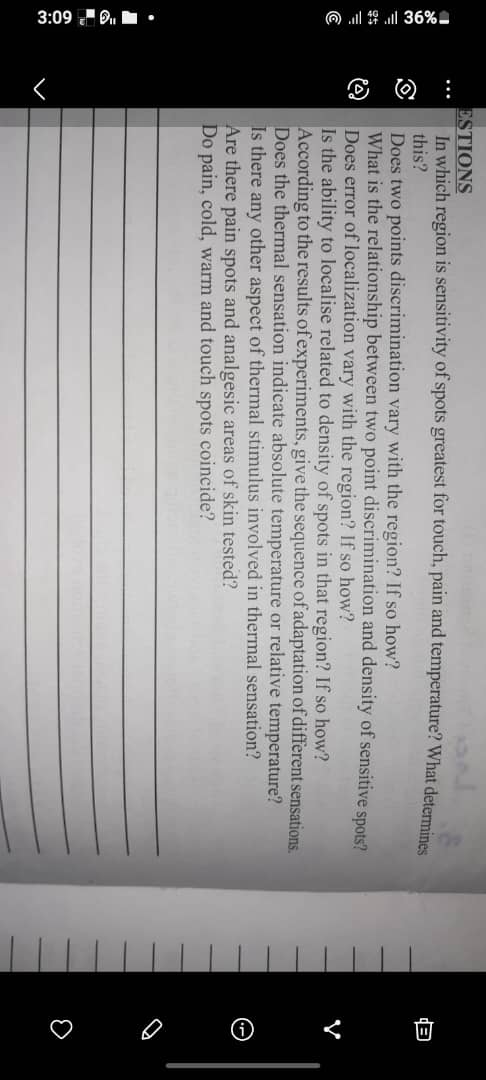 3:09
4G
36%
ESTIONS
In which region is sensitivity of spots greatest for touch, pain and temperature? What determines
this?
Does two points discrimination vary with the region? If so how?
What is the relationship between two point discrimination and density of sensitive spots?
Does error of localization vary with the region? If so how?
Is the ability to localise related to density of spots in that region? If so how?
According to the results of experiments, give the sequence of adaptation of different sensations.
Does the thermal sensation indicate absolute temperature or relative temperature?
Is there any other aspect of thermal stimulus involved in thermal sensation?
Are there pain spots and analgesic areas of skin tested?
Do pain, cold, warm and touch spots coincide?